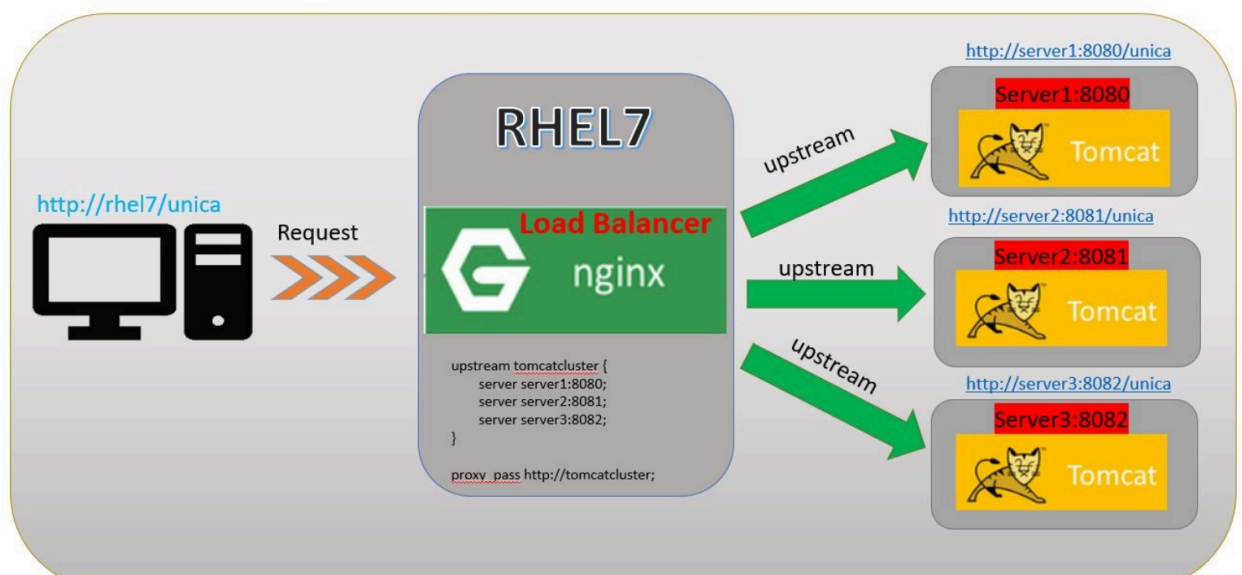 http://rhel7/unica
Request
RHEL7
Load Balancer
nginx
upstream tomcatcluster {
server server1:8080;
server server2:8081;
server server3:8082;
}
proxy_pass http://tomcatcluster;
upstream
upstream
upstream
http://server1:8080/unica
Server1:8080
Tomcat
http://server2:8081/unica
Server2:8081
Tomcat
http://server3:8082/unica
Server3:8082
Tomcat